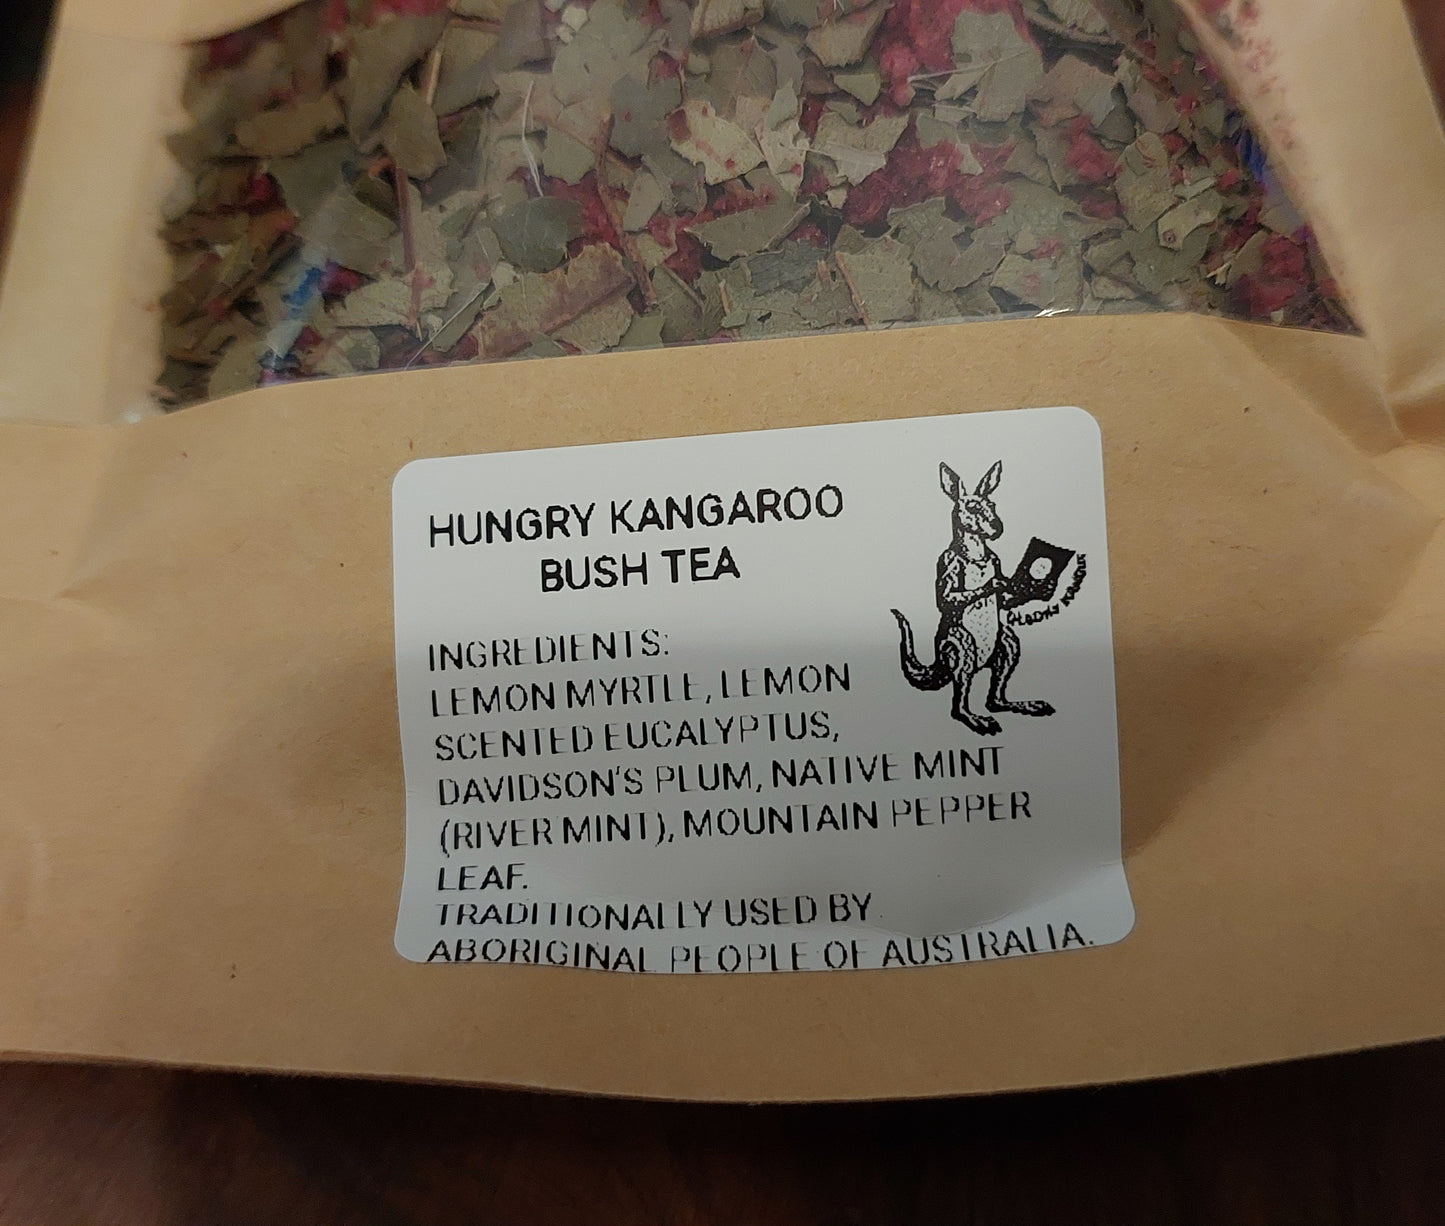 HUNGRY KANGAROO
BUSH TEA
INGREDIENTS:
LEMON MYRTLE, LEMON
SCENTED EUCALYPTUS,
DAVIDSON'S PLUM, NATIVE MINT
(RIVER MINT), MOUNTAIN PEPPER
LEAF.
TRADITIONALLY USED BY
ABORIGINAL PEOPLE OF AUSTRALIA.